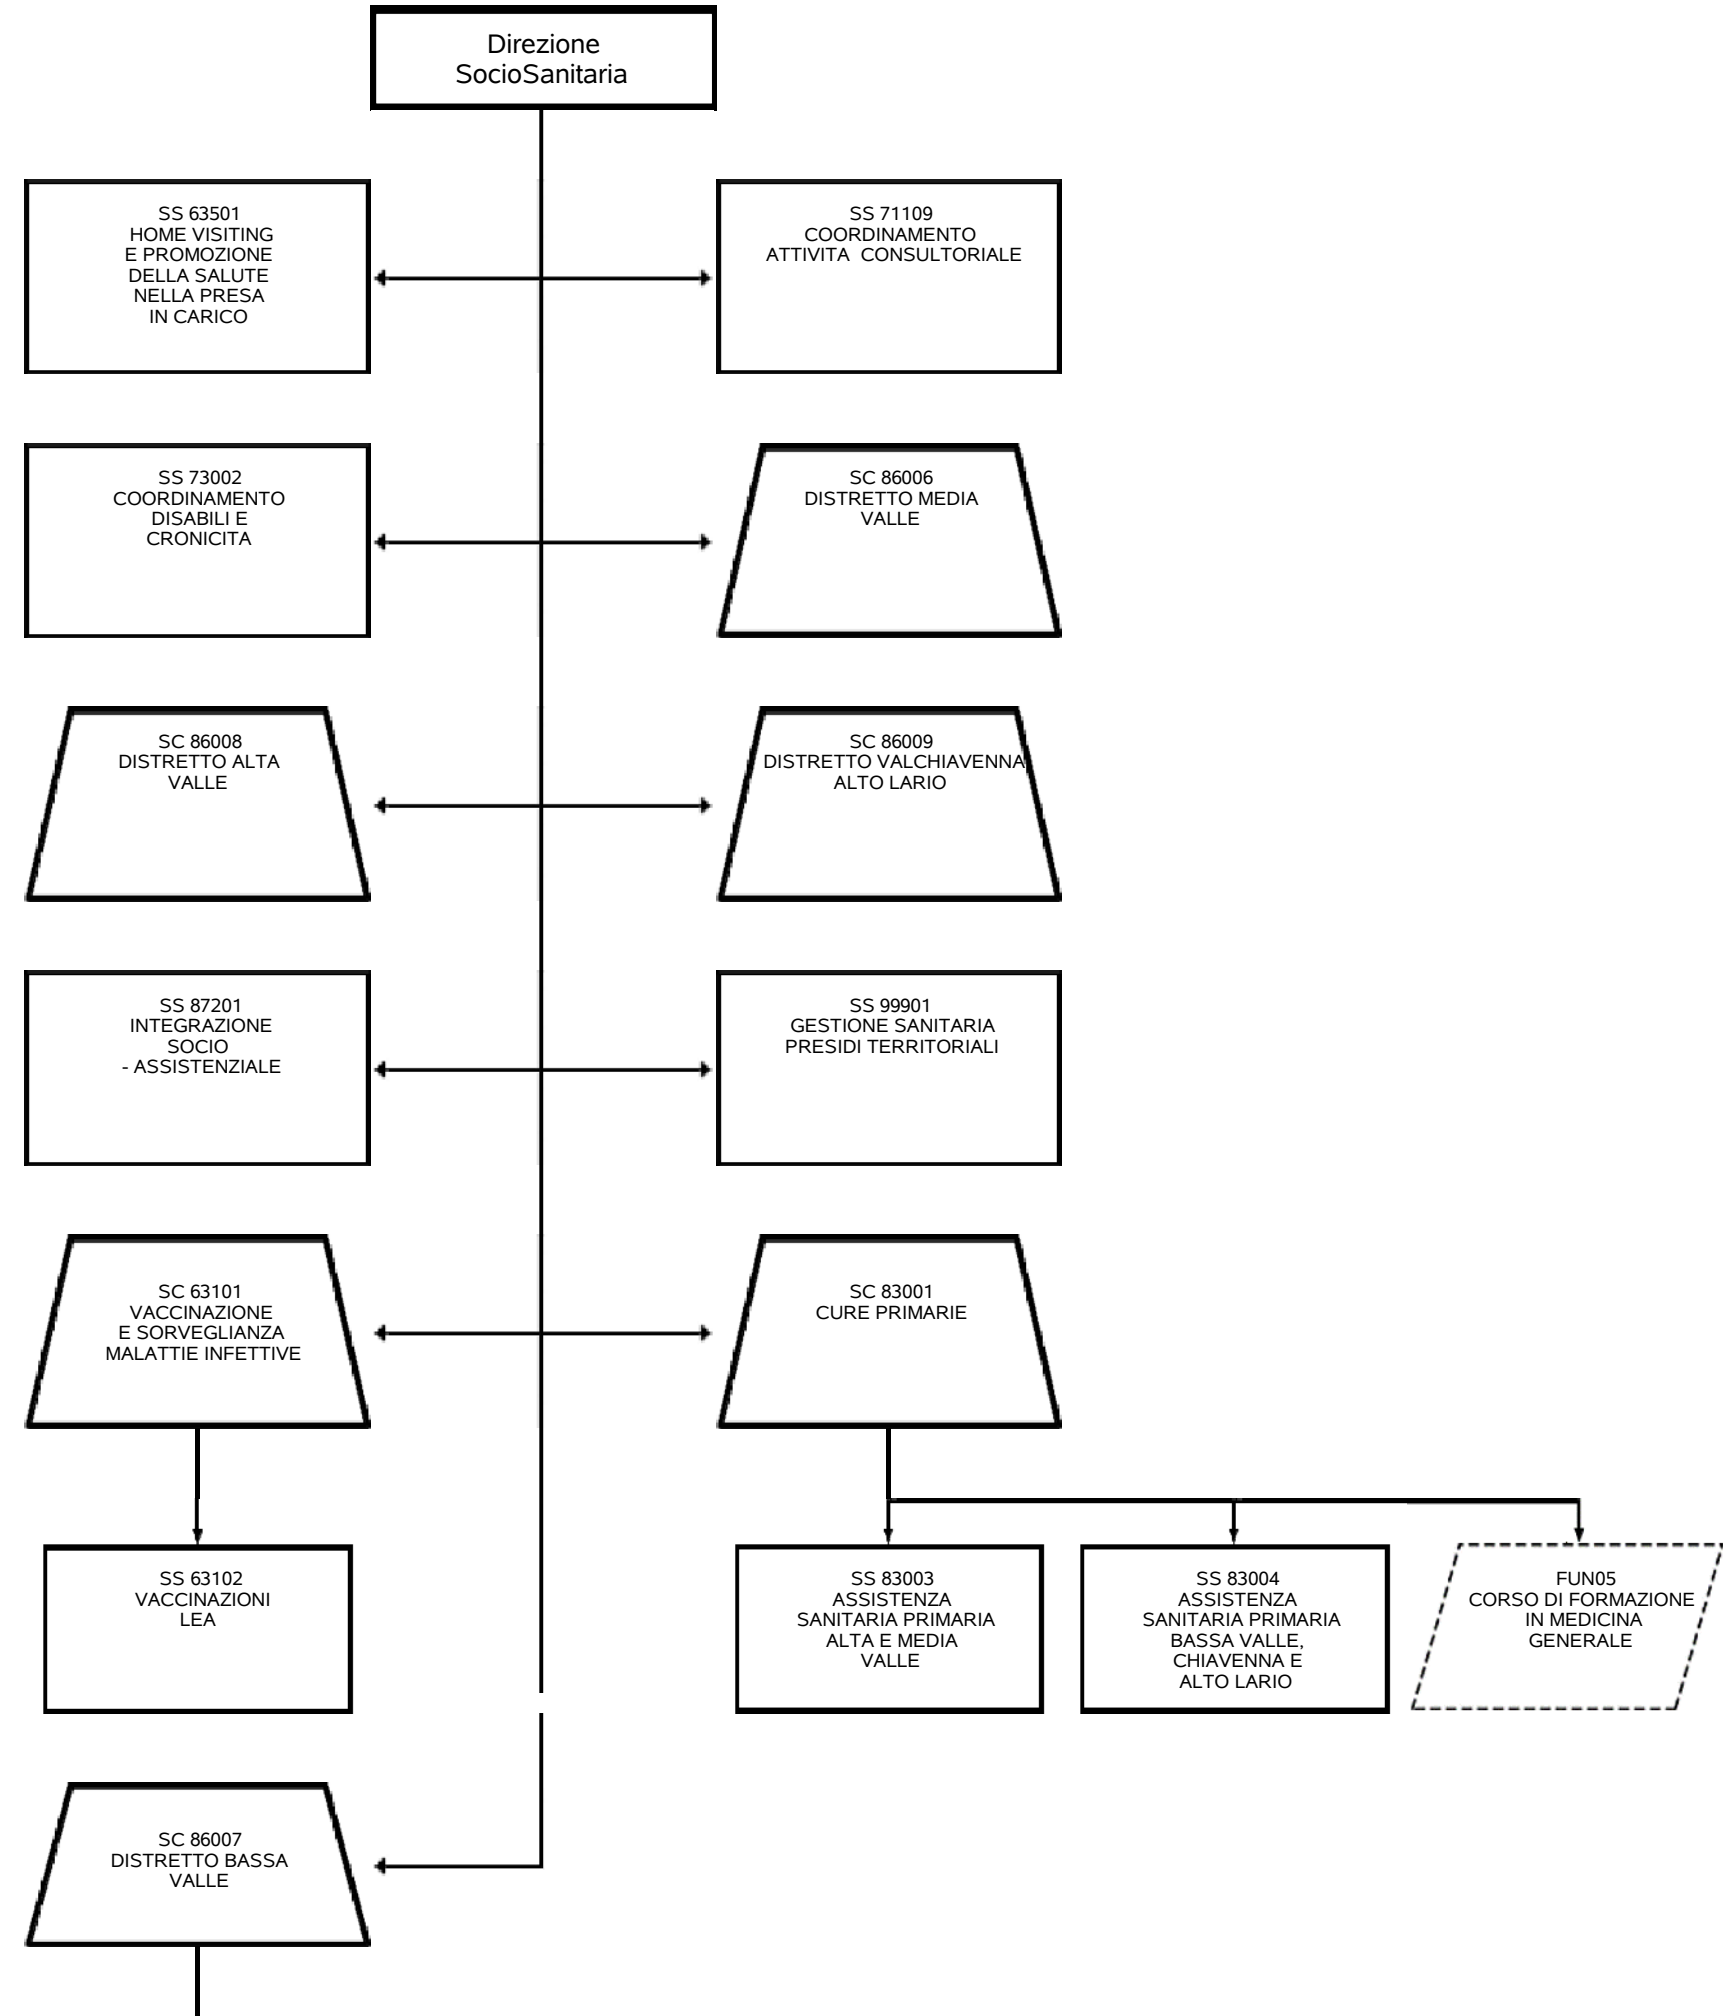 Direzione
SocioSanitaria
SS 63501
HOME VISITING
E PROMOZIONE
DELLA SALUTE
NELLA PRESA
IN CARICO
SS 71109
COORDINAMENTO
ATTIVITA  CONSULTORIALE
SS 73002
COORDINAMENTO
DISABILI E
CRONICITA
SC 86006
DISTRETTO MEDIA
VALLE
SC 86008
DISTRETTO ALTA
VALLE
SC 86009
DISTRETTO VALCHIAVENNA
ALTO LARIO
SS 87201
INTEGRAZIONE
SOCIO
- ASSISTENZIALE
SS 99901
GESTIONE SANITARIA
PRESIDI TERRITORIALI
SC 63101
VACCINAZIONE
E SORVEGLIANZA
MALATTIE INFETTIVE
SC 83001
CURE PRIMARIE
SS 63102
VACCINAZIONI
LEA
SS 83003
ASSISTENZA
SANITARIA PRIMARIA
ALTA E MEDIA
VALLE
SS 83004
ASSISTENZA
SANITARIA PRIMARIA
BASSA VALLE,
CHIAVENNA E
ALTO LARIO
FUN05
CORSO DI FORMAZIONE
IN MEDICINA
GENERALE
SC 86007
DISTRETTO BASSA
VALLE